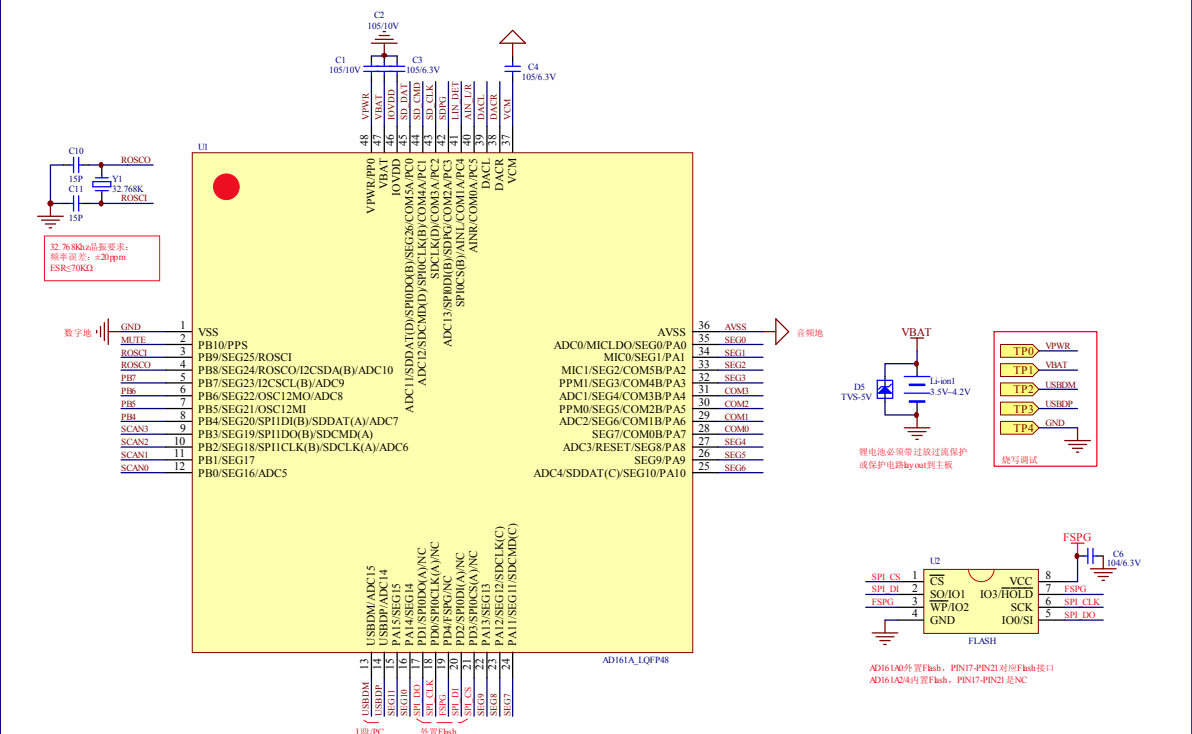 C2
105/10V
C1
105/10V
C3
105/6.3V
C4
105/6.3V
VPWR
VBAT
IOVDD
SD_DAT
SD_CMD
SD_CLK
SDPG
LIN_DET
AIN_L/R
DACL
DACR
VCM
48
47
46
45
44
43
42
41
40
39
38
37
U1
VPWR/PP0
VBAT
IOVDD
ADC11/SDDAT(D)/SPI0DO(B)/SEG26/COM5A/PC0
ADC12/SDCMD(D)/SPI0CLK(B)/COM4A/PC1
SDCLK(D)/COM3A/PC2
ADC13/SPI0DI(B)/SDPG/COM2A/PC3
SPI0CS(B)/AINL/COM1A/PC4
AINR/COM0A/PC5
DACL
DACR
VCM
C10
15P
C11
15P
Y1
32.768K
ROSCO
ROSCI
32.768Khz晶振要求:
频率误差: ±20ppm
ESR≤70KΩ
数字地
GND 1 VSS
MUTE 2 PB10/PPS
ROSCI 3 PB9/SEG25/ROSCI
ROSCO 4 PB8/SEG24/ROSCO/I2CSDA(B)/ADC10
PB7 5 PB7/SEG23/I2CSCL(B)/ADC9
PB6 6 PB6/SEG22/OSC12MO/ADC8
PB5 7 PB5/SEG21/OSC12MI
PB4 8 PB4/SEG20/SPI1DI(B)/SDDAT(A)/ADC7
SCAN3 9 PB3/SEG19/SPI1DO(B)/SDCMD(A)
SCAN2 10 PB2/SEG18/SPI1CLK(B)/SDCLK(A)/ADC6
SCAN1 11 PB1/SEG17
SCAN0 12 PB0/SEG16/ADC5
AVSS 36 AVSS
音频地
ADC0/MICLDO/SEG0/PA0 35 SEG0
MIC0/SEG1/PA1 34 SEG1
MIC1/SEG2/COM5B/PA2 33 SEG2
PPM1/SEG3/COM4B/PA3 32 SEG3
ADC1/SEG4/COM3B/PA4 31 COM3
PPM0/SEG5/COM2B/PA5 30 COM2
ADC2/SEG6/COM1B/PA6 29 COM1
SEG7/COM0B/PA7 28 COM0
ADC3/RESET/SEG8/PA8 27 SEG4
SEG9/PA9 26 SEG5
ADC4/SDDAT(C)/SEG10/PA10 25 SEG6
USBDM/ADC15
USBDP/ADC14
PA15/SEG15
PA14/SEG14
PD1/SPI0DO(A)/NC
PD0/SPI0CLK(A)/NC
PD4/FSPG/NC
PD2/SPI0DI(A)/NC
PD3/SPI0CS(A)/NC
PA13/SEG13
PA12/SEG12/SDCLK(C)
PA11/SEG11/SDCMD(C)
AD161A_LQFP48
13
14
15
16
17
18
19
20
21
22
23
24
USBDM
USBDP
SEG11
SEG10
SPI_DO
SPI_CLK
FSPG
SPI_DI
SPI_CS
SEG9
SEG8
SEG7
U盘/PC
外置Flash
VBAT
D5
TVS-5V
Li-ion1
3.5V~4.2V
锂电池必须带过放过流保护
或保护电路layout到主板
TP0 VPWR
TP1 VBAT
TP2 USBDM
TP3 USBDP
TP4 GND
烧写调试
FSPG
C6
104/6.3V
U2
SPI_CS 1 CS
SPI_DI 2 SO/IO1
FSPG 3 WP/IO2
4 GND
VCC 8
IO3/HOLD 7 FSPG
SCK 6 SPI_CLK
IO0/SI 5 SPI_DO
FLASH
AD161A0外置Flash, PIN17-PIN21对应Flash接口
AD161A2/4内置Flash, PIN17-PIN21是NC